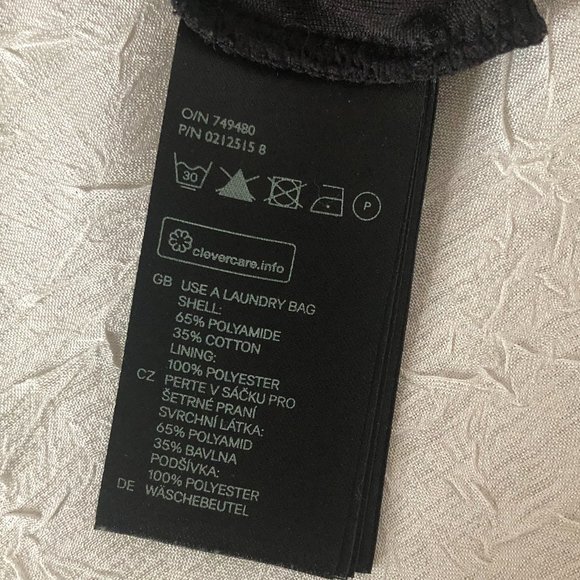 O/N 749480
P/N 0212515 8
30
P
clevercare.info
GB USE A LAUNDRY BAG
SHELL:
65% POLYAMIDE
35% COTTON
LINING:
100% POLYESTER
CZ PERTE V SÁČKU PRO
ŠETRNÉ PRANÍ
SVRCHNÍ LÁTKA:
65% POLYAMID
35% BAVLNA
PODŠÍVKA:
100% POLYESTER
DE WÄSCHEBEUTEL